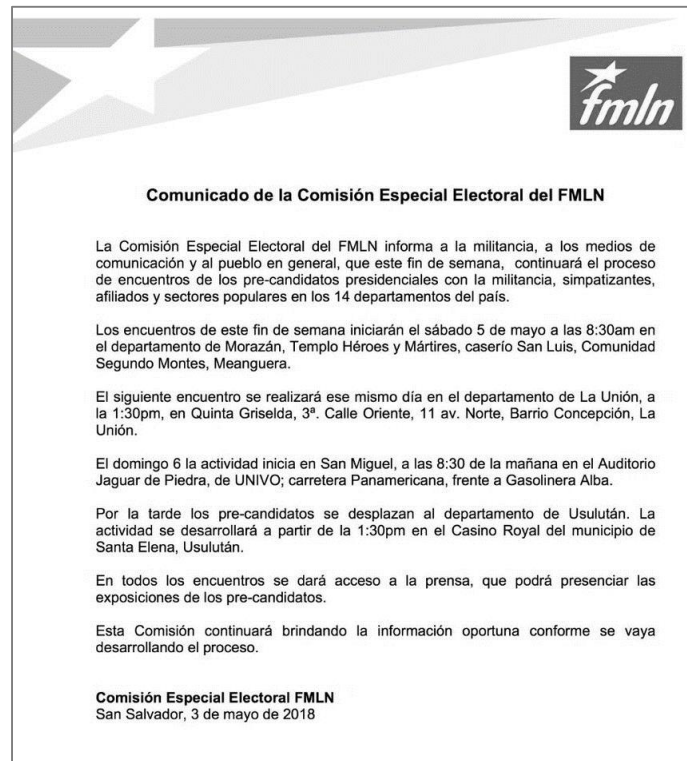 fmln
Comunicado de la Comisión Especial Electoral del FMLN
La Comisión Especial Electoral del FMLN informa a la militancia, a los medios de
comunicación y al pueblo en general, que este fin de semana, continuará el proceso
de encuentros de los pre-candidatos presidenciales con la militancia, simpatizantes,
afiliados y sectores populares en los 14 departamentos del país.
Los encuentros de este fin de semana iniciarán el sábado 5 de mayo a las 8:30am en
el departamento de Morazán, Templo Héroes y Mártires, caserío San Luis, Comunidad
Segundo Montes, Meanguera.
El siguiente encuentro se realizará ese mismo día en el departamento de La Unión, a
la 1:30pm, en Quinta Griselda, 3ª. Calle Oriente, 11 av. Norte, Barrio Concepción, La
Unión.
El domingo 6 la actividad inicia en San Miguel, a las 8:30 de la mañana en el Auditorio
Jaguar de Piedra, de UNIVO; carretera Panamericana, frente a Gasolinera Alba.
Por la tarde los pre-candidatos se desplazan al departamento de Usulután. La
actividad se desarrollará a partir de la 1:30pm en el Casino Royal del municipio de
Santa Elena, Usulután.
En todos los encuentros se dará acceso a la prensa, que podrá presenciar las
exposiciones de los pre-candidatos.
Esta Comisión continuará brindando la información oportuna conforme se vaya
desarrollando el proceso.
Comisión Especial Electoral FMLN
San Salvador, 3 de mayo de 2018